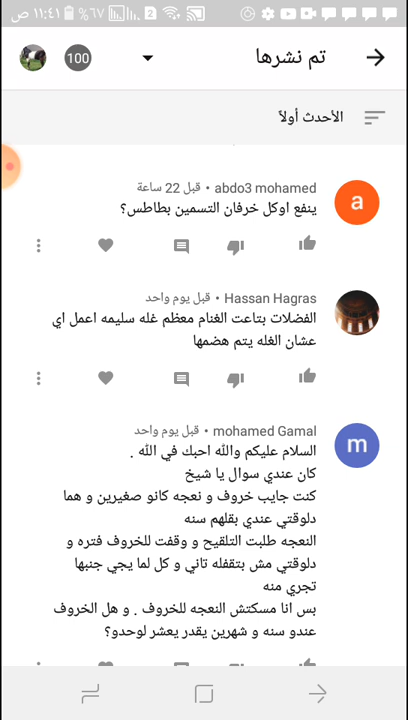 ١١:٤١ ص
%٦٧
2
تم نشرها
100
الأحدث أولاً
abdo3 mohamed • قبل 22 ساعة
ينفع اوكل خرفان التسمين بطاطس؟
a
Hassan Hagras • قبل يوم واحد
الفضلات بتاعت الغنام معظم غله سليمه اعمل اي
عشان الغله يتم هضمها
mohamed Gamal • قبل يوم واحد
m
السلام عليكم والله احبك في الله .
كان عندي سوال يا شيخ
كنت جايب خروف و نعجه كانو صغيرين و هما
دلوقتي عندي بقلهم سنه
النعجه طلبت التلقيح و وقفت للخروف فتره و
دلوقتي مش بتقفله تاني و كل لما يجي جنبها
تجري منه
بس انا مسكتش النعجه للخروف . و هل الخروف
عندو سنه و شهرين يقدر يعشر لوحدو؟